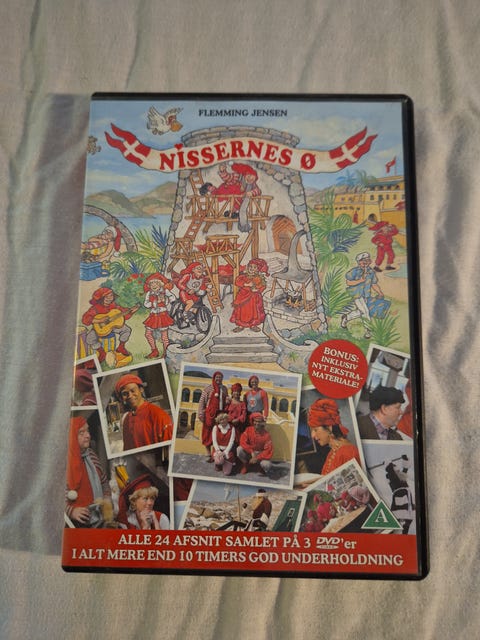 FLEMMING JENSEN
NISSERNES Ø
BONUS:
INKLUSIV
NYT EKSTRA-
MATERIALE!
A
ALLE 24 AFSNIT SAMLET PÅ 3 DVD'er
I ALT MERE END 10 TIMERS GOD UNDERHOLDNING